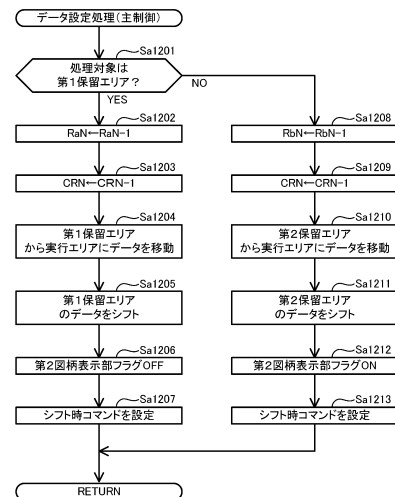 データ設定処理(主制御)
Sa1201
処理対象は
第1保留エリア?
YES
NO
Sa1202
RaN←RaN-1
Sa1203
CRN←CRN-1
Sa1204
第1保留エリア
から実行エリアにデータを移動
Sa1205
第1保留エリア
のデータをシフト
Sa1206
第2図柄表示部フラグOFF
Sa1207
シフト時コマンドを設定
Sa1208
RbN←RbN-1
Sa1209
CRN←CRN-1
Sa1210
第2保留エリア
から実行エリアにデータを移動
Sa1211
第2保留エリア
のデータをシフト
Sa1212
第2図柄表示部フラグON
Sa1213
シフト時コマンドを設定
RETURN